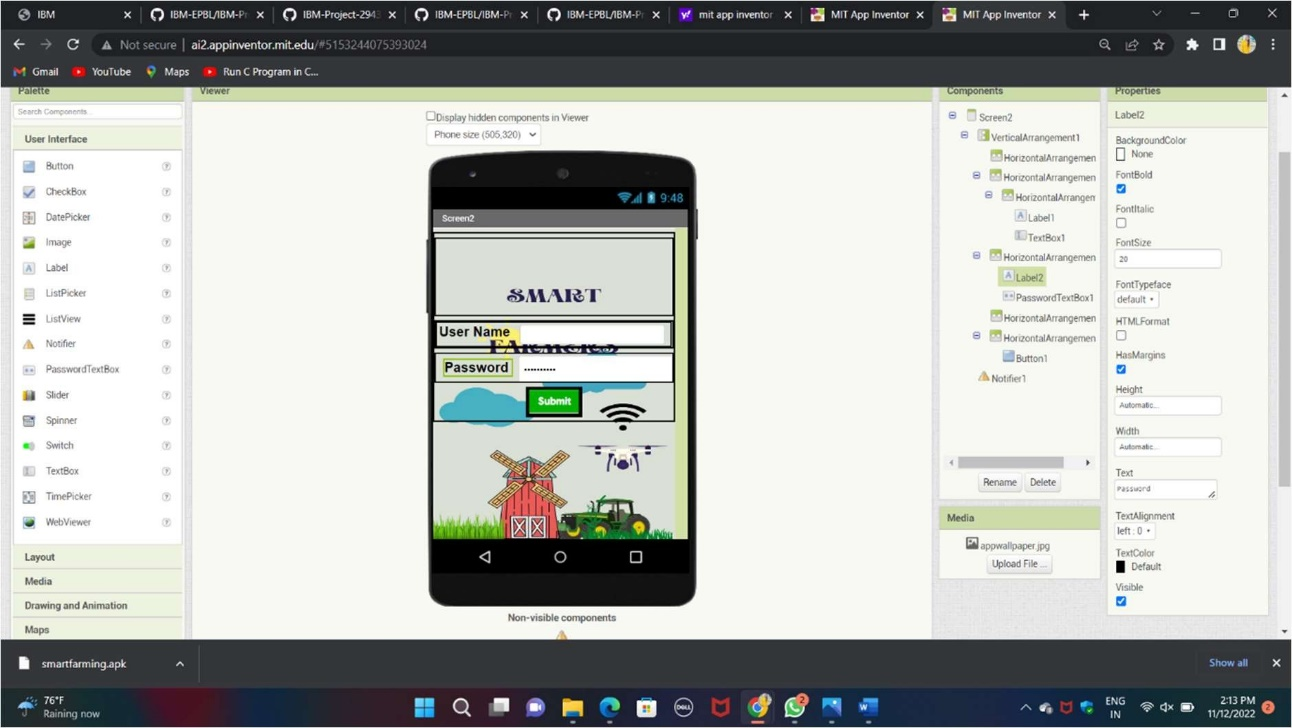 IBM
IBM-EPBL/IBM-Pr
IBM-Project-294
IBM-EPBL/IBM-Pr
IBM-EPBL/IBM-Pr
mit app inventor
MIT App Inventor
MIT App Inventor
Not secure
ai2.appinventor.mit.edu/#5153244075393024
Gmail
YouTube
Maps
Run C Program in C...
Palette
Search Components...
User Interface
Button
CheckBox
DatePicker
Image
Label
ListPicker
ListView
Notifier
PasswordTextBox
Slider
Spinner
Switch
TextBox
TimePicker
WebViewer
Layout
Media
Drawing and Animation
Maps
Viewer
Display hidden components in Viewer
Phone size (505,320)
9:48
Screen2
SMART
User Name
FARMERS
Password
Submit
Non-visible components
Components
Screen2
VerticalArrangement1
HorizontalArrangemen
HorizontalArrangemen
HorizontalArrangem
Label1
TextBox1
HorizontalArrangemen
Label2
PasswordTextBox1
HorizontalArrangemen
HorizontalArrangemen
Button1
Notifier1
Rename
Delete
Media
appwallpaper.jpg
Upload File ...
Properties
Label2
BackgroundColor
None
FontBold
FontItalic
FontSize
20
FontTypeface
default
HTMLFormat
HasMargins
Height
Automatic...
Width
Automatic...
Text
Password
TextAlignment
left : 0
TextColor
Default
Visible
smartfarming.apk
Show all
76°F
Raining now
DELL
2
ENG
IN
2:13 PM
11/12/2022
2